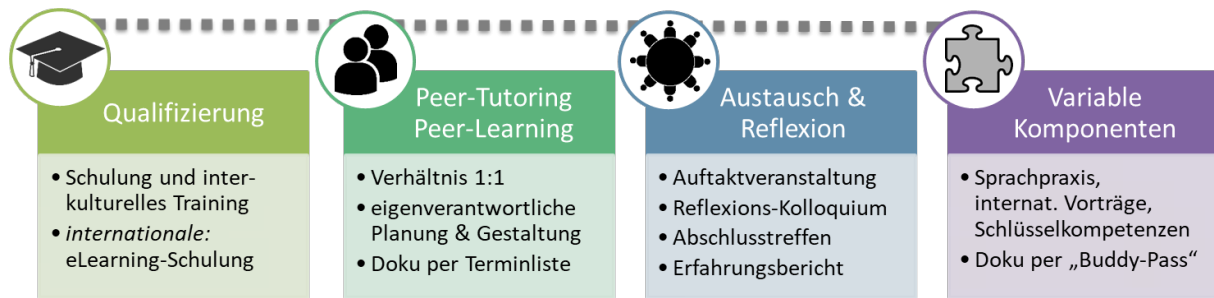 Qualifizierung
• Schulung und inter-
kulturelles Training
• internationale:
eLearning-Schulung
Peer-Tutoring
Peer-Learning
• Verhältnis 1:1
• eigenverantwortliche
Planung & Gestaltung
• Doku per Terminliste
Austausch &
Reflexion
• Auftaktveranstaltung
• Reflexions-Kolloquium
• Abschlusstreffen
• Erfahrungsbericht
Variable
Komponenten
• Sprachpraxis,
internat. Vorträge,
Schlüsselkompetenzen
• Doku per „Buddy-Pass“